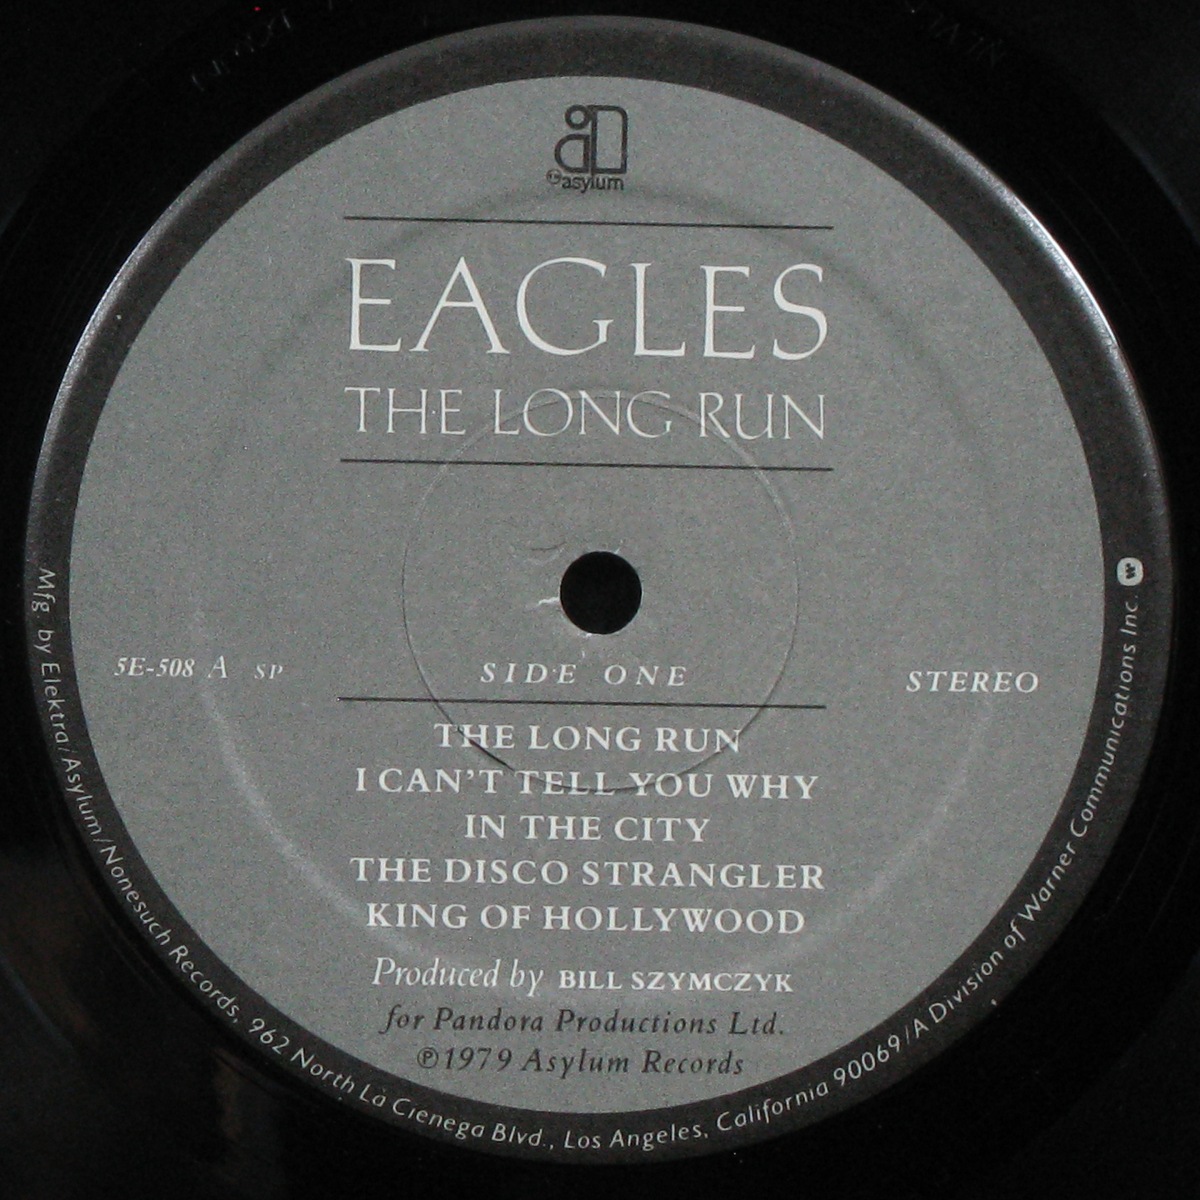 asylum
EAGLES
THE LONG RUN
5E-508 A SP
SIDE ONE
STEREO
THE LONG RUN
I CAN'T TELL YOU WHY
IN THE CITY
THE DISCO STRANGLER
KING OF HOLLYWOOD
Produced by BILL SZYMCZYK
for Pandora Productions Ltd.
℗1979 Asylum Records
Mfg. by Elektra/Asylum/Nonesuch Records, 962 North La Cienega Blvd., Los Angeles, California 90069/A Division of Warner Communications Inc.